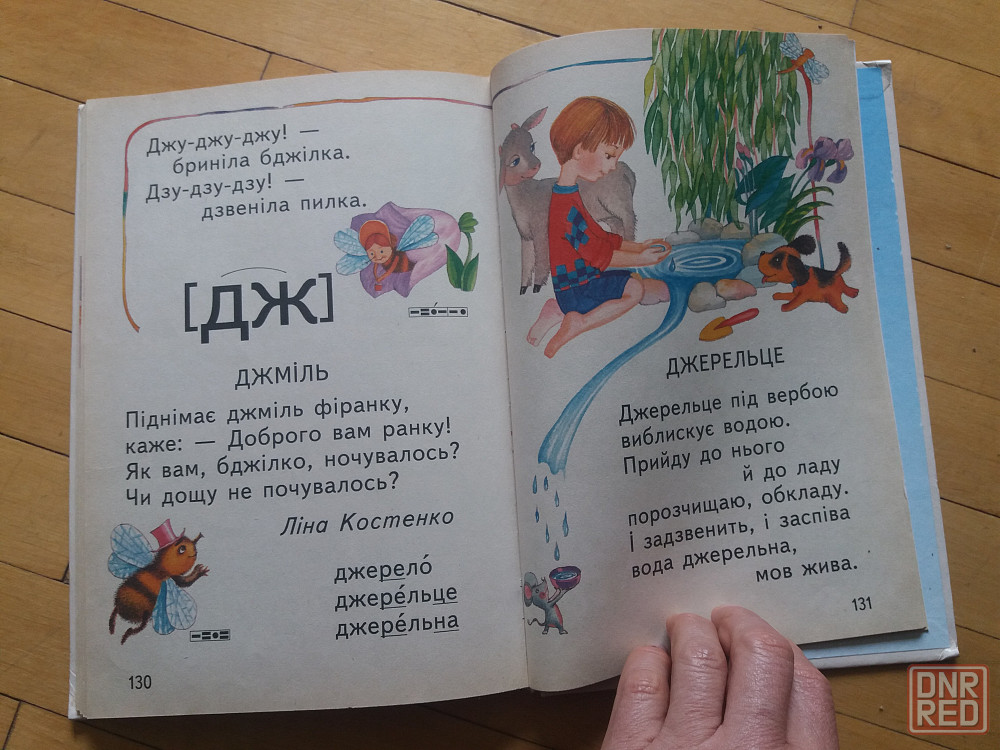 Джу-джу-джу! —
бриніла бджілка.
Дзу-дзу-дзу! —
дзвеніла пилка.
[дж]
ДЖМІЛЬ
Піднімає джміль фіранку,
каже: — Доброго вам ранку!
Як вам, бджілко, ночувалось?
Чи дощу не почувалось?
Ліна Костенко
джерело́
джере́льце
джере́льна
130
ДЖЕРЕЛЬЦЕ
Джерельце під вербою
виблискує водою.
Прийду до нього
й до ладу
порозчищаю, обкладу.
І задзвенить, і заспіва
вода джерельна,
мов жива.
131
DNR
RED